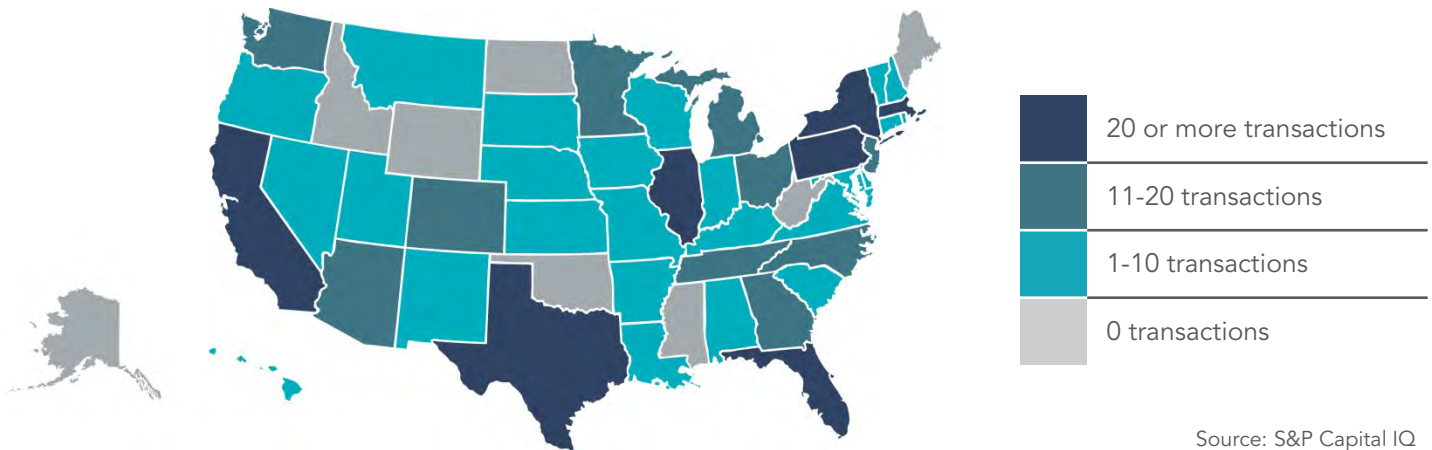 20 or more transactions
11-20 transactions
1-10 transactions
0 transactions
Source: S&P Capital IQ